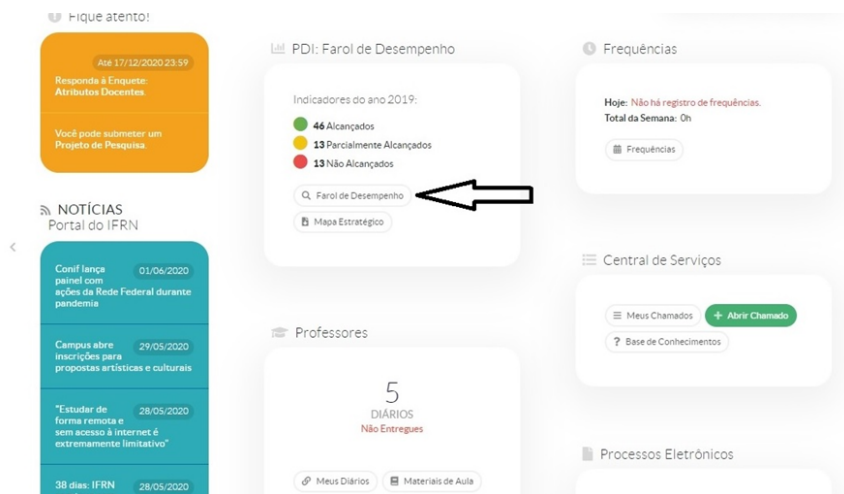 Fique atento!
Até 17/12/2020 23:59
Responda à Enquete:
Atributos Docentes.
Você pode submeter um
Projeto de Pesquisa.
NOTÍCIAS
Portal do IFRN
Conif lança
01/06/2020
painel com
ações da Rede Federal durante
pandemia
Campus abre
29/05/2020
inscrições para
propostas artísticas e culturais
"Estudar de
28/05/2020
forma remota e
sem acesso à internet é
extremamente limitativo"
38 dias: IFRN
28/05/2020
PDI: Farol de Desempenho
Indicadores do ano 2019:
46 Alcançados
13 Parcialmente Alcançados
13 Não Alcançados
Farol de Desempenho
Mapa Estratégico
Professores
5
DIÁRIOS
Não Entregues
Meus Diários
Materiais de Aula
Frequências
Hoje: Não há registro de frequências.
Total da Semana: 0h
Frequências
Central de Serviços
Meus Chamados
+ Abrir Chamado
? Base de Conhecimentos
Processos Eletrônicos